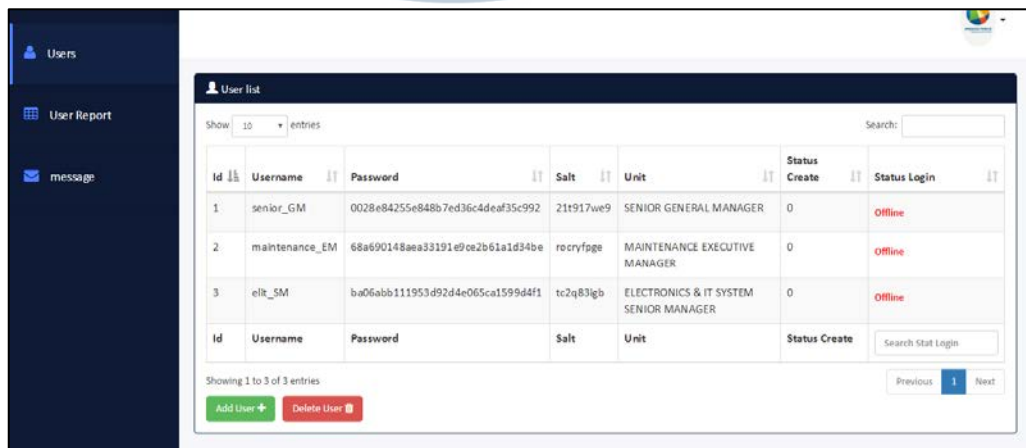 Users
User Report
message
User list
Show 10 entries
Search:
Id Username Password Salt Unit Status Create Status Login
1 senior_GM 0028e84255e848b7ed36c4deaf35c992 21t917we9 SENIOR GENERAL MANAGER 0 Offline
2 maintenance_EM 68a690148aea33191e9ce2b61a1d34be rocryfpge MAINTENANCE EXECUTIVE MANAGER 0 Offline
3 elit_SM ba06abb111953d92d4e065ca1599d4f1 tc2q83igb ELECTRONICS & IT SYSTEM SENIOR MANAGER 0 Offline
Id Username Password Salt Unit Status Create Search Stat Login
Showing 1 to 3 of 3 entries
Previous 1 Next
Add User +
Delete User